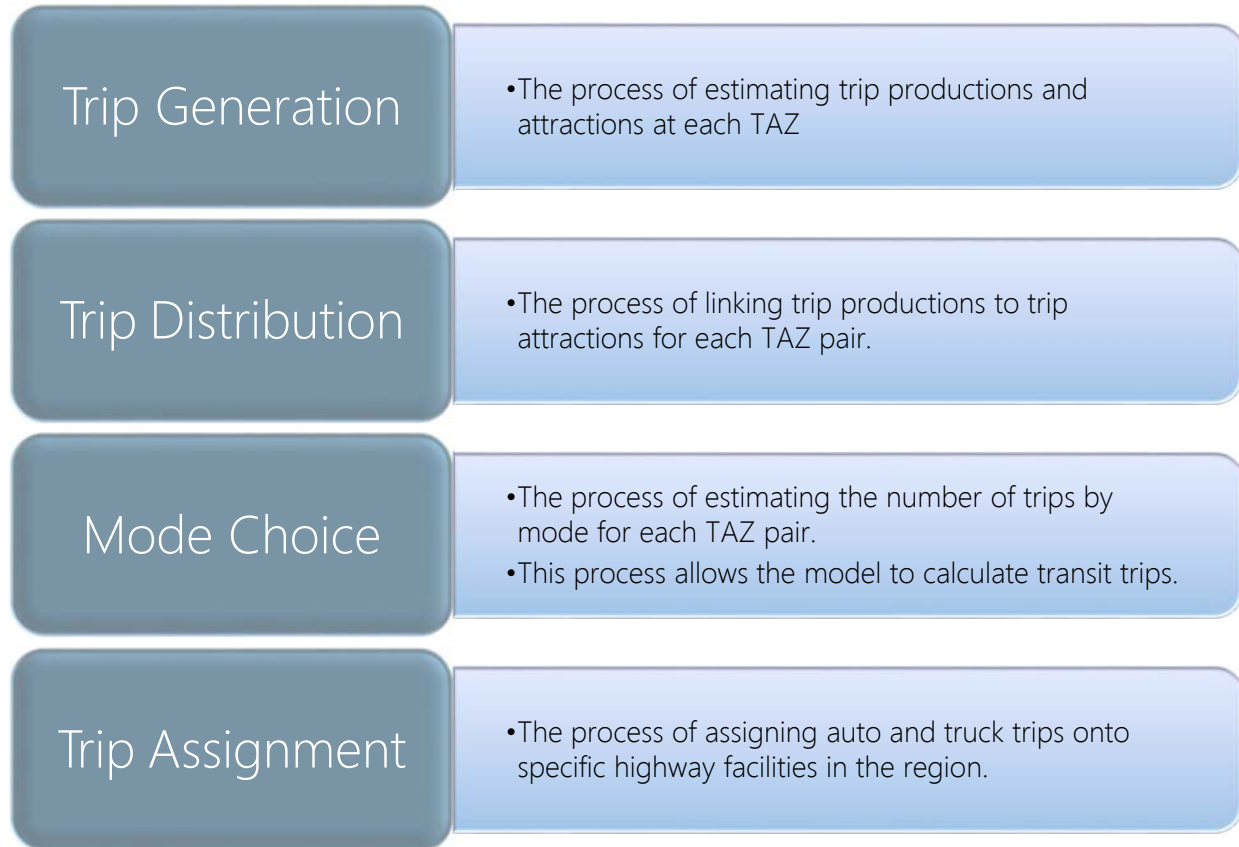 Trip Generation
•The process of estimating trip productions and
attractions at each TAZ
Trip Distribution
•The process of linking trip productions to trip
attractions for each TAZ pair.
Mode Choice
•The process of estimating the number of trips by
mode for each TAZ pair.
•This process allows the model to calculate transit trips.
Trip Assignment
•The process of assigning auto and truck trips onto
specific highway facilities in the region.